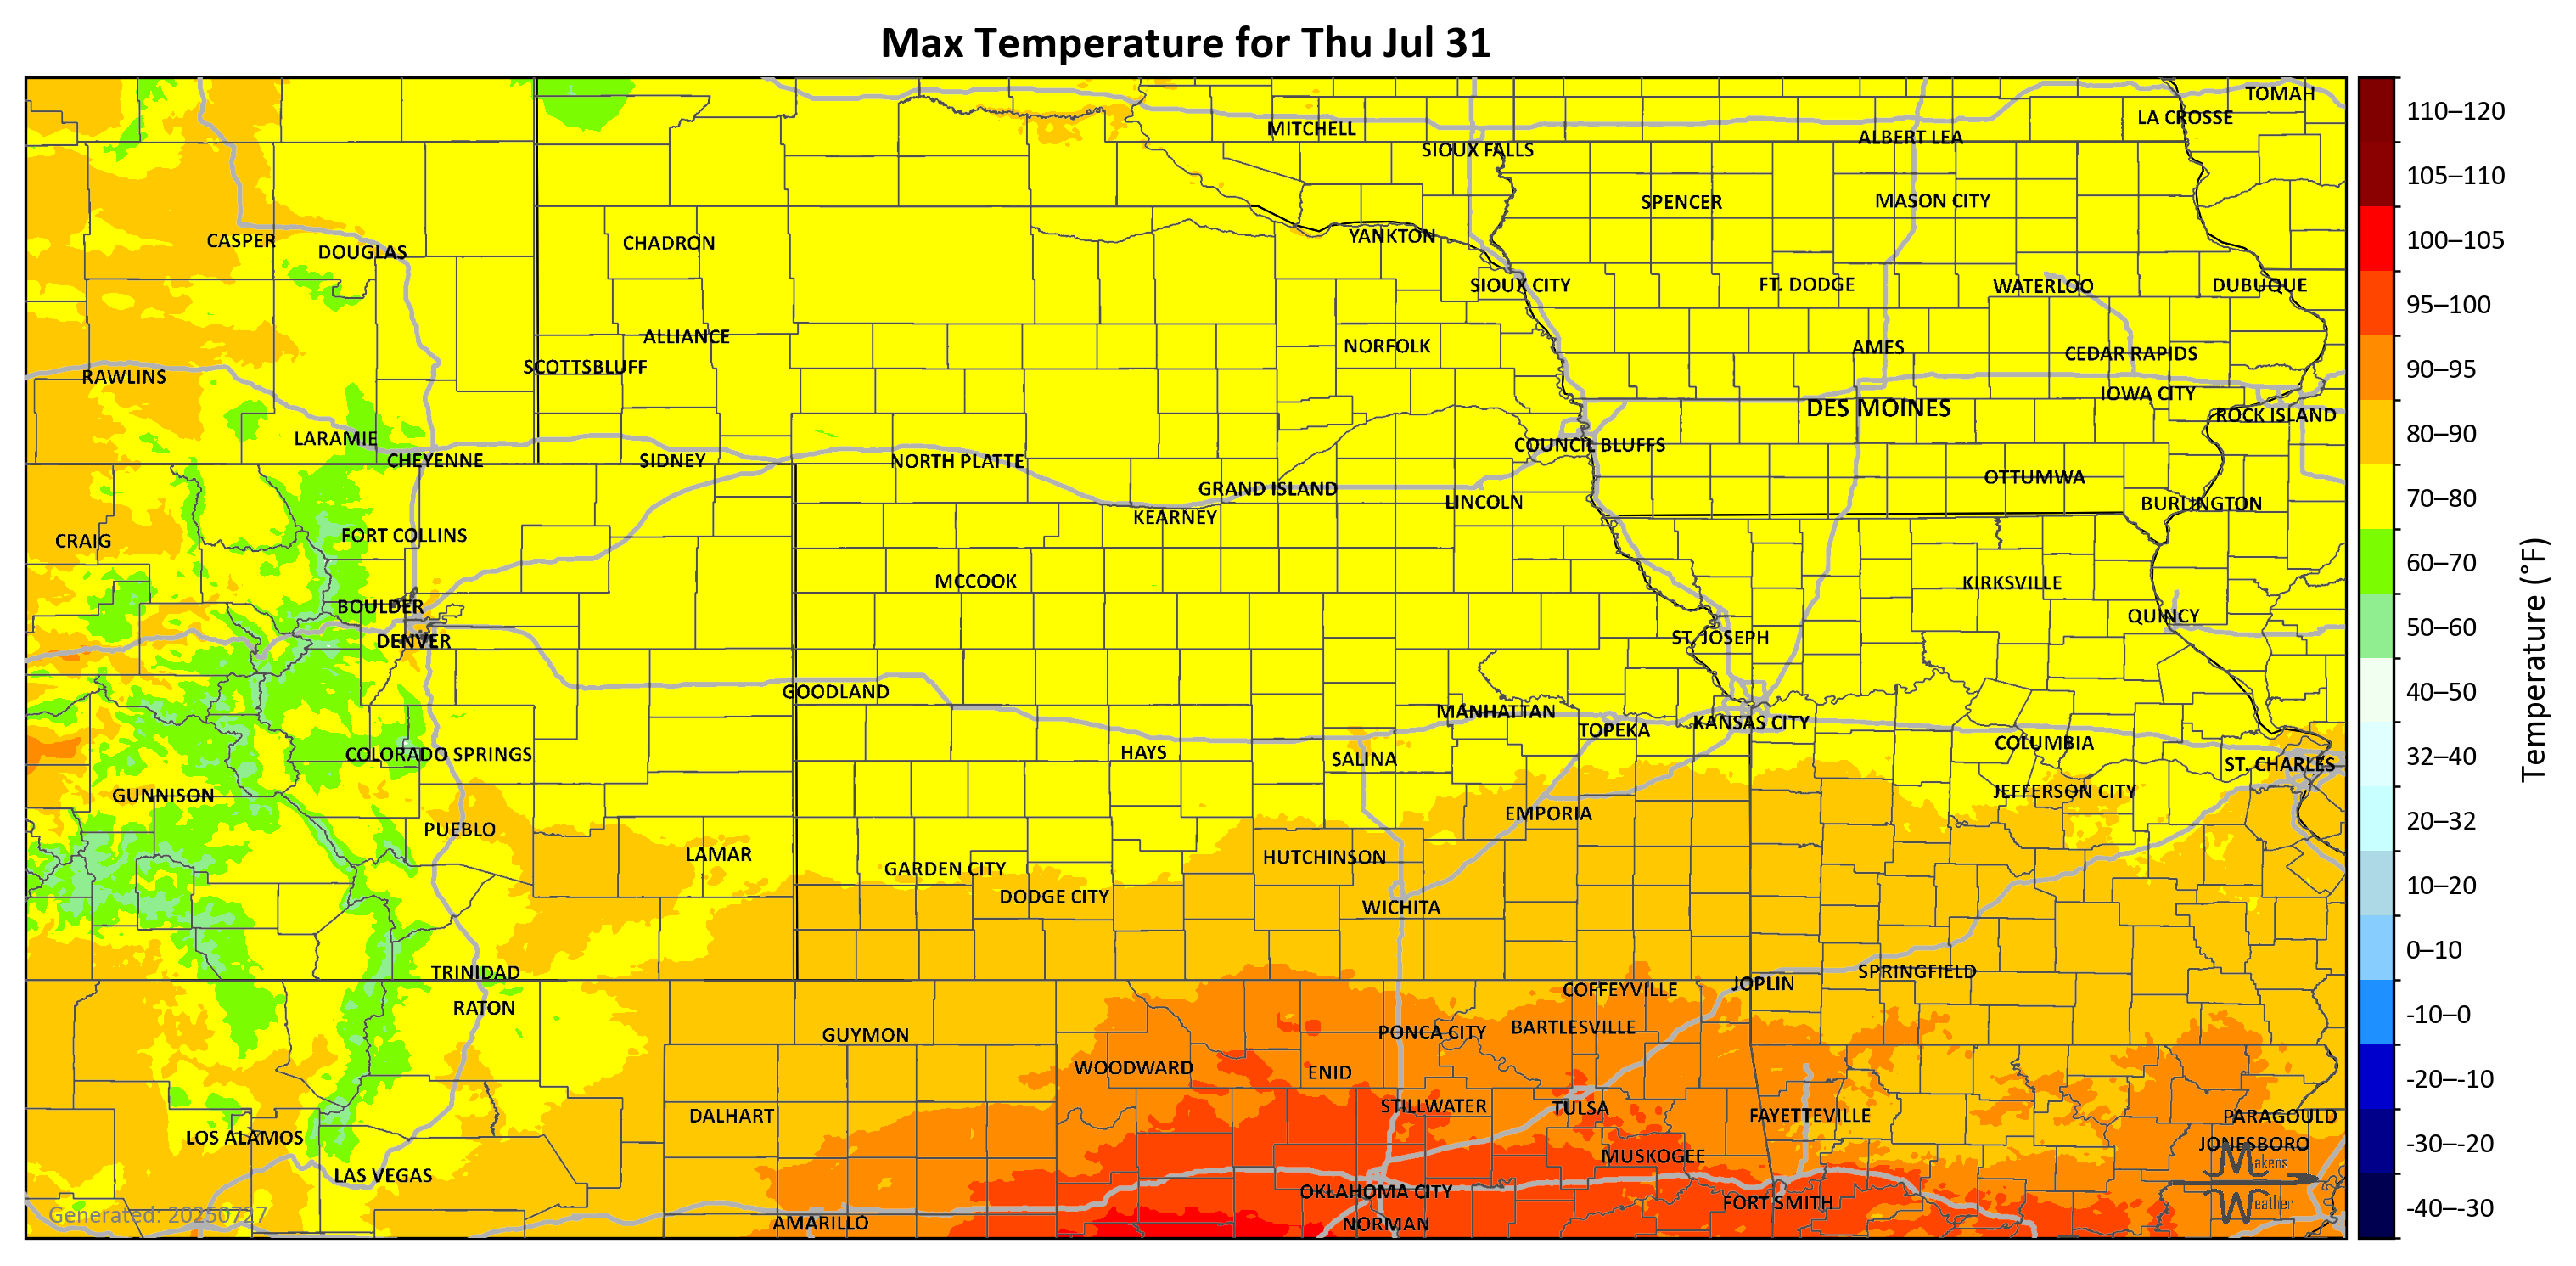 Max Temperature for Thu Jul 31
TOMAH
LA CROSSE
MITCHELL
ALBERT LEA
SIOUX FALLS
SPENCER
MASON CITY
CASPER
DOUGLAS
CHADRON
YANKTON
SIOUX CITY
FT. DODGE
WATERLOO
DUBUQUE
ALLIANCE
NORFOLK
AMES
CEDAR RAPIDS
SCOTTSBLUFF
RAWLINS
IOWA CITY
DES MOINES
ROCK ISLAND
LARAMIE
COUNCIL BLUFFS
CHEYENNE
SIDNEY
NORTH PLATTE
OTTUMWA
GRAND ISLAND
LINCOLN
BURLINGTON
KEARNEY
FORT COLLINS
CRAIG
MCCOOK
KIRKSVILLE
BOULDER
QUINCY
DENVER
ST. JOSEPH
GOODLAND
MANHATTAN
KANSAS CITY
TOPEKA
COLUMBIA
COLORADO SPRINGS
HAYS
SALINA
ST. CHARLES
GUNNISON
JEFFERSON CITY
EMPORIA
PUEBLO
LAMAR
HUTCHINSON
GARDEN CITY
DODGE CITY
WICHITA
TRINIDAD
SPRINGFIELD
JOPLIN
COFFEYVILLE
RATON
GUYMON
PONCA CITY
BARTLESVILLE
WOODWARD
ENID
STILLWATER
TULSA
DALHART
FAYETTEVILLE
PARAGOULD
LOS ALAMOS
JONESBORO
MUSKOGEE
LAS VEGAS
OKLAHOMA CITY
FORT SMITH
AMARILLO
NORMAN
Makens
Weather
Generated: 20250727
110–120
105–110
100–105
95–100
90–95
80–90
70–80
60–70
50–60
40–50
32–40
20–32
10–20
0–10
-10–0
-20–-10
-30–-20
-40–-30
Temperature (°F)